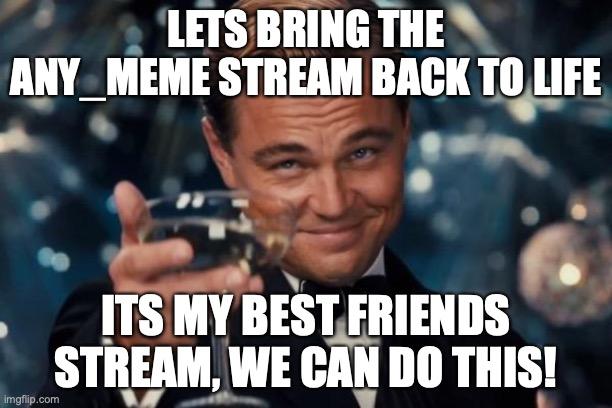 LETS BRING THE
ANY_MEME STREAM BACK TO LIFE
ITS MY BEST FRIENDS
STREAM, WE CAN DO THIS!
imgflip.com